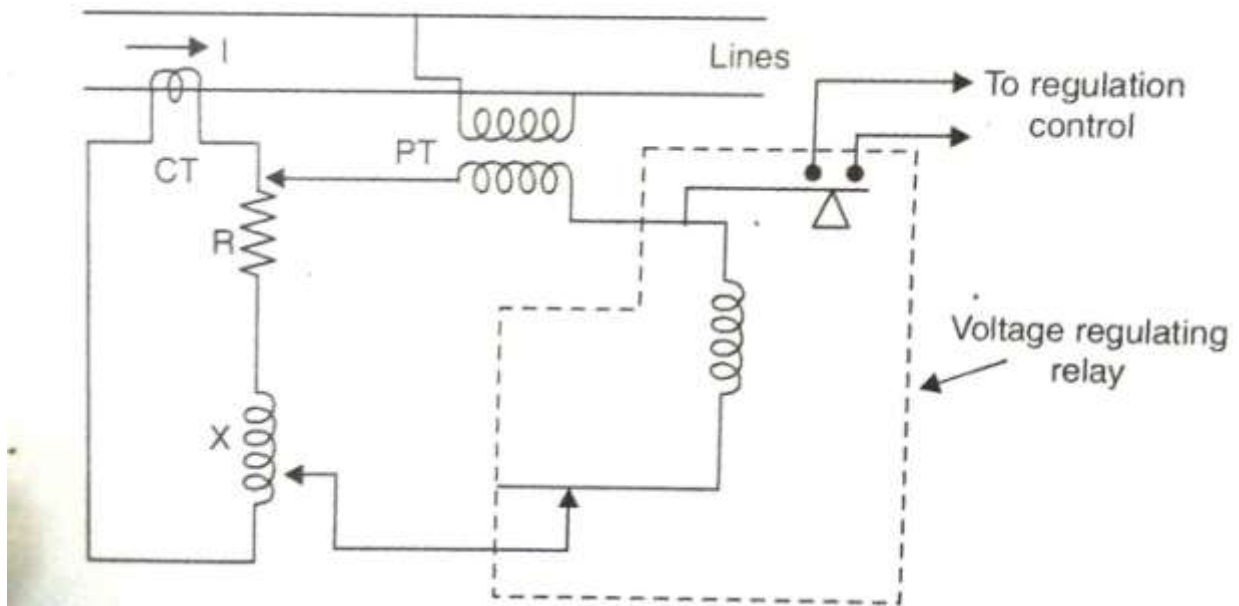 I
Lines
To regulation
control
CT
PT
R
Voltage regulating
relay
X